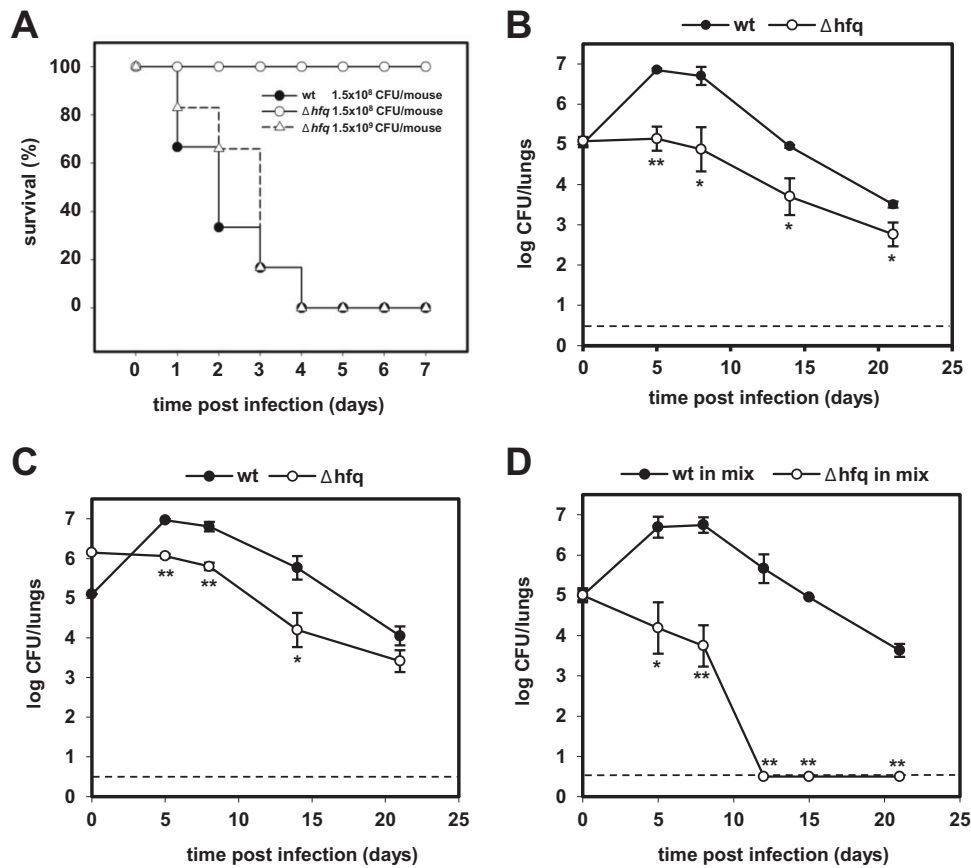 A
100
80
60
40
20
0
survival (%)
wt 1.5x10⁸ CFU/mouse
Δhfq 1.5x10⁸ CFU/mouse
Δhfq 1.5x10⁹ CFU/mouse
0 1 2 3 4 5 6 7
time post infection (days)
B
wt Δhfq
7
6
5
4
3
2
1
0
log CFU/lungs
**
*
*
*
0 5 10 15 20 25
time post infection (days)
C
wt Δhfq
7
6
5
4
3
2
1
0
log CFU/lungs
**
**
*
0 5 10 15 20 25
time post infection (days)
D
wt in mix Δhfq in mix
7
6
5
4
3
2
1
0
log CFU/lungs
*
**
** ** **
0 5 10 15 20 25
time post infection (days)